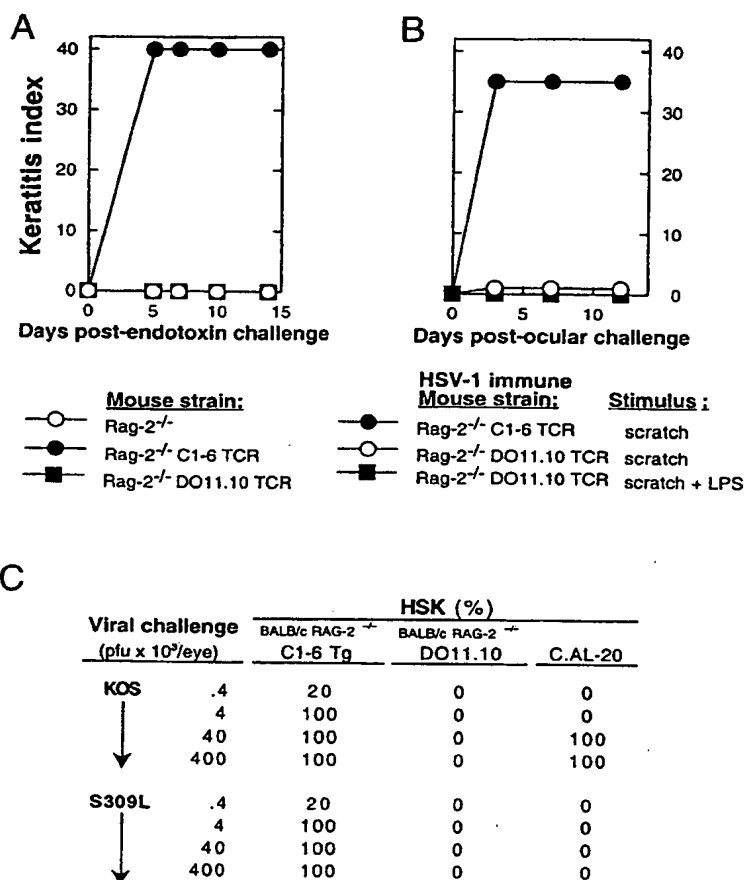 A
B
Keratitis index
40
30
20
10
0
0 5 10 15
Days post-endotoxin challenge
40
30
20
10
0
0 5 10
Days post-ocular challenge
Mouse strain:
Rag-2-/-
Rag-2-/- C1-6 TCR
Rag-2-/- DO11.10 TCR
HSV-1 immune
Mouse strain: Stimulus:
Rag-2-/- C1-6 TCR scratch
Rag-2-/- DO11.10 TCR scratch
Rag-2-/- DO11.10 TCR scratch + LPS
C
HSK (%)
Viral challenge
(pfu x 10³/eye)
BALB/c RAG-2 -/- BALB/c RAG-2 -/-
C1-6 Tg DO11.10 C.AL-20
KOS .4 20 0 0
4 100 0 0
40 100 0 100
400 100 0 100
S309L .4 20 0 0
4 100 0 0
40 100 0 0
400 100 0 0